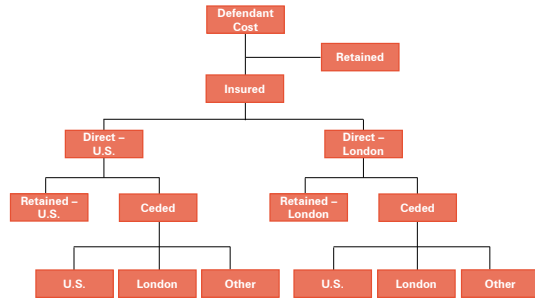 Defendant
Cost
Retained
Insured
Direct –
U.S.
Direct –
London
Retained –
U.S.
Ceded
Retained –
London
Ceded
U.S.
London
Other
U.S.
London
Other